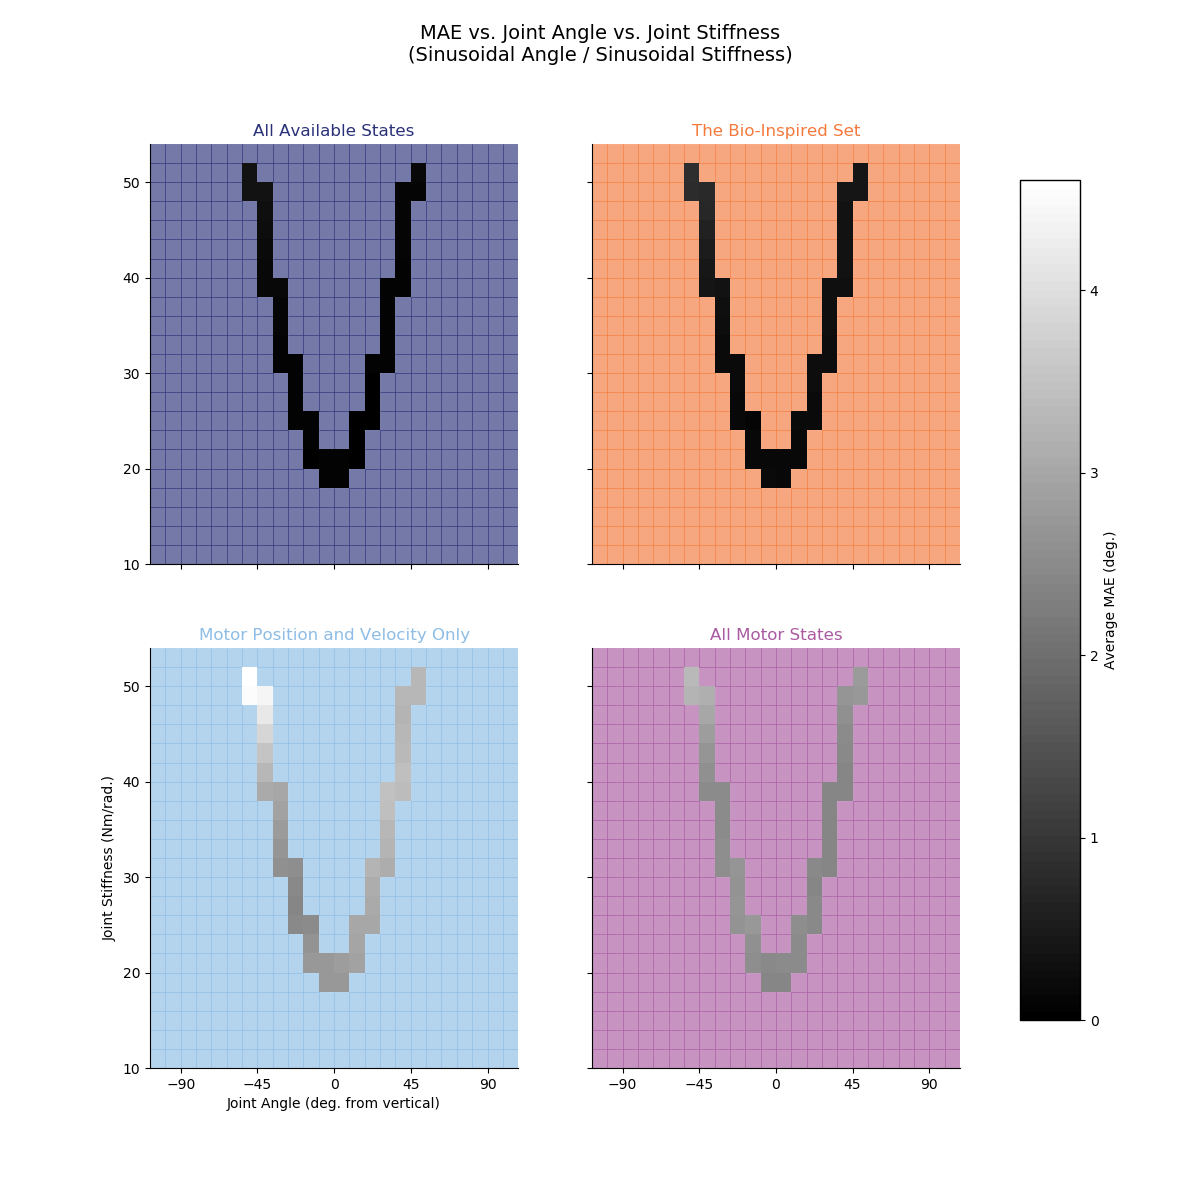 MAE vs. Joint Angle vs. Joint Stiffness
(Sinusoidal Angle / Sinusoidal Stiffness)
All Available States
The Bio-Inspired Set
50
40
30
20
10
Motor Position and Velocity Only
All Motor States
50
40
30
20
10
Joint Stiffness (Nm/rad.)
−90 −45 0 45 90
Joint Angle (deg. from vertical)
−90 −45 0 45 90
4
3
2
1
0
Average MAE (deg.)